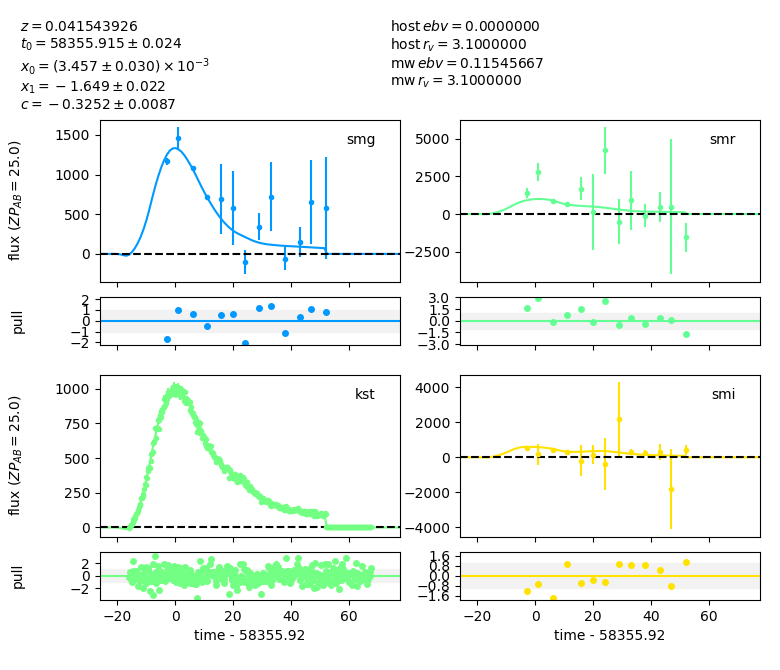 z = 0.041543926
t₀ = 58355.915 ± 0.024
x₀ = (3.457 ± 0.030) × 10⁻³
x₁ = −1.649 ± 0.022
c = −0.3252 ± 0.0087
host ebv = 0.0000000
host r_v = 3.1000000
mw ebv = 0.11545667
mw r_v = 3.1000000
flux (ZP_AB = 25.0)
1500
1000
500
0
smg
5000
2500
0
−2500
smr
pull
2
1
0
−1
−2
3.0
1.5
0.0
−1.5
−3.0
flux (ZP_AB = 25.0)
1000
750
500
250
0
kst
4000
2000
0
−2000
−4000
smi
pull
2
0
−2
−20 0 20 40 60
time - 58355.92
1.6
0.8
0.0
−0.8
−1.6
−20 0 20 40 60
time - 58355.92